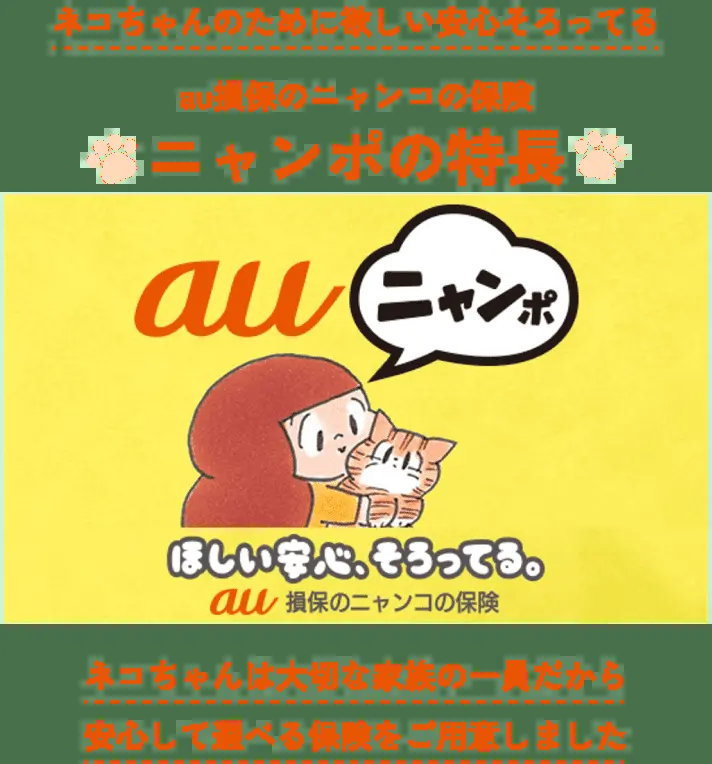 ネコちゃんのために欲しい安心そろってる
au損保のニャンコの保険
ニャンポの特長
au
ニャンポ
ほしい安心、そろってる。
au 損保のニャンコの保険
ネコちゃんは大切な家族の一員だから
安心して選べる保険をご用意しました